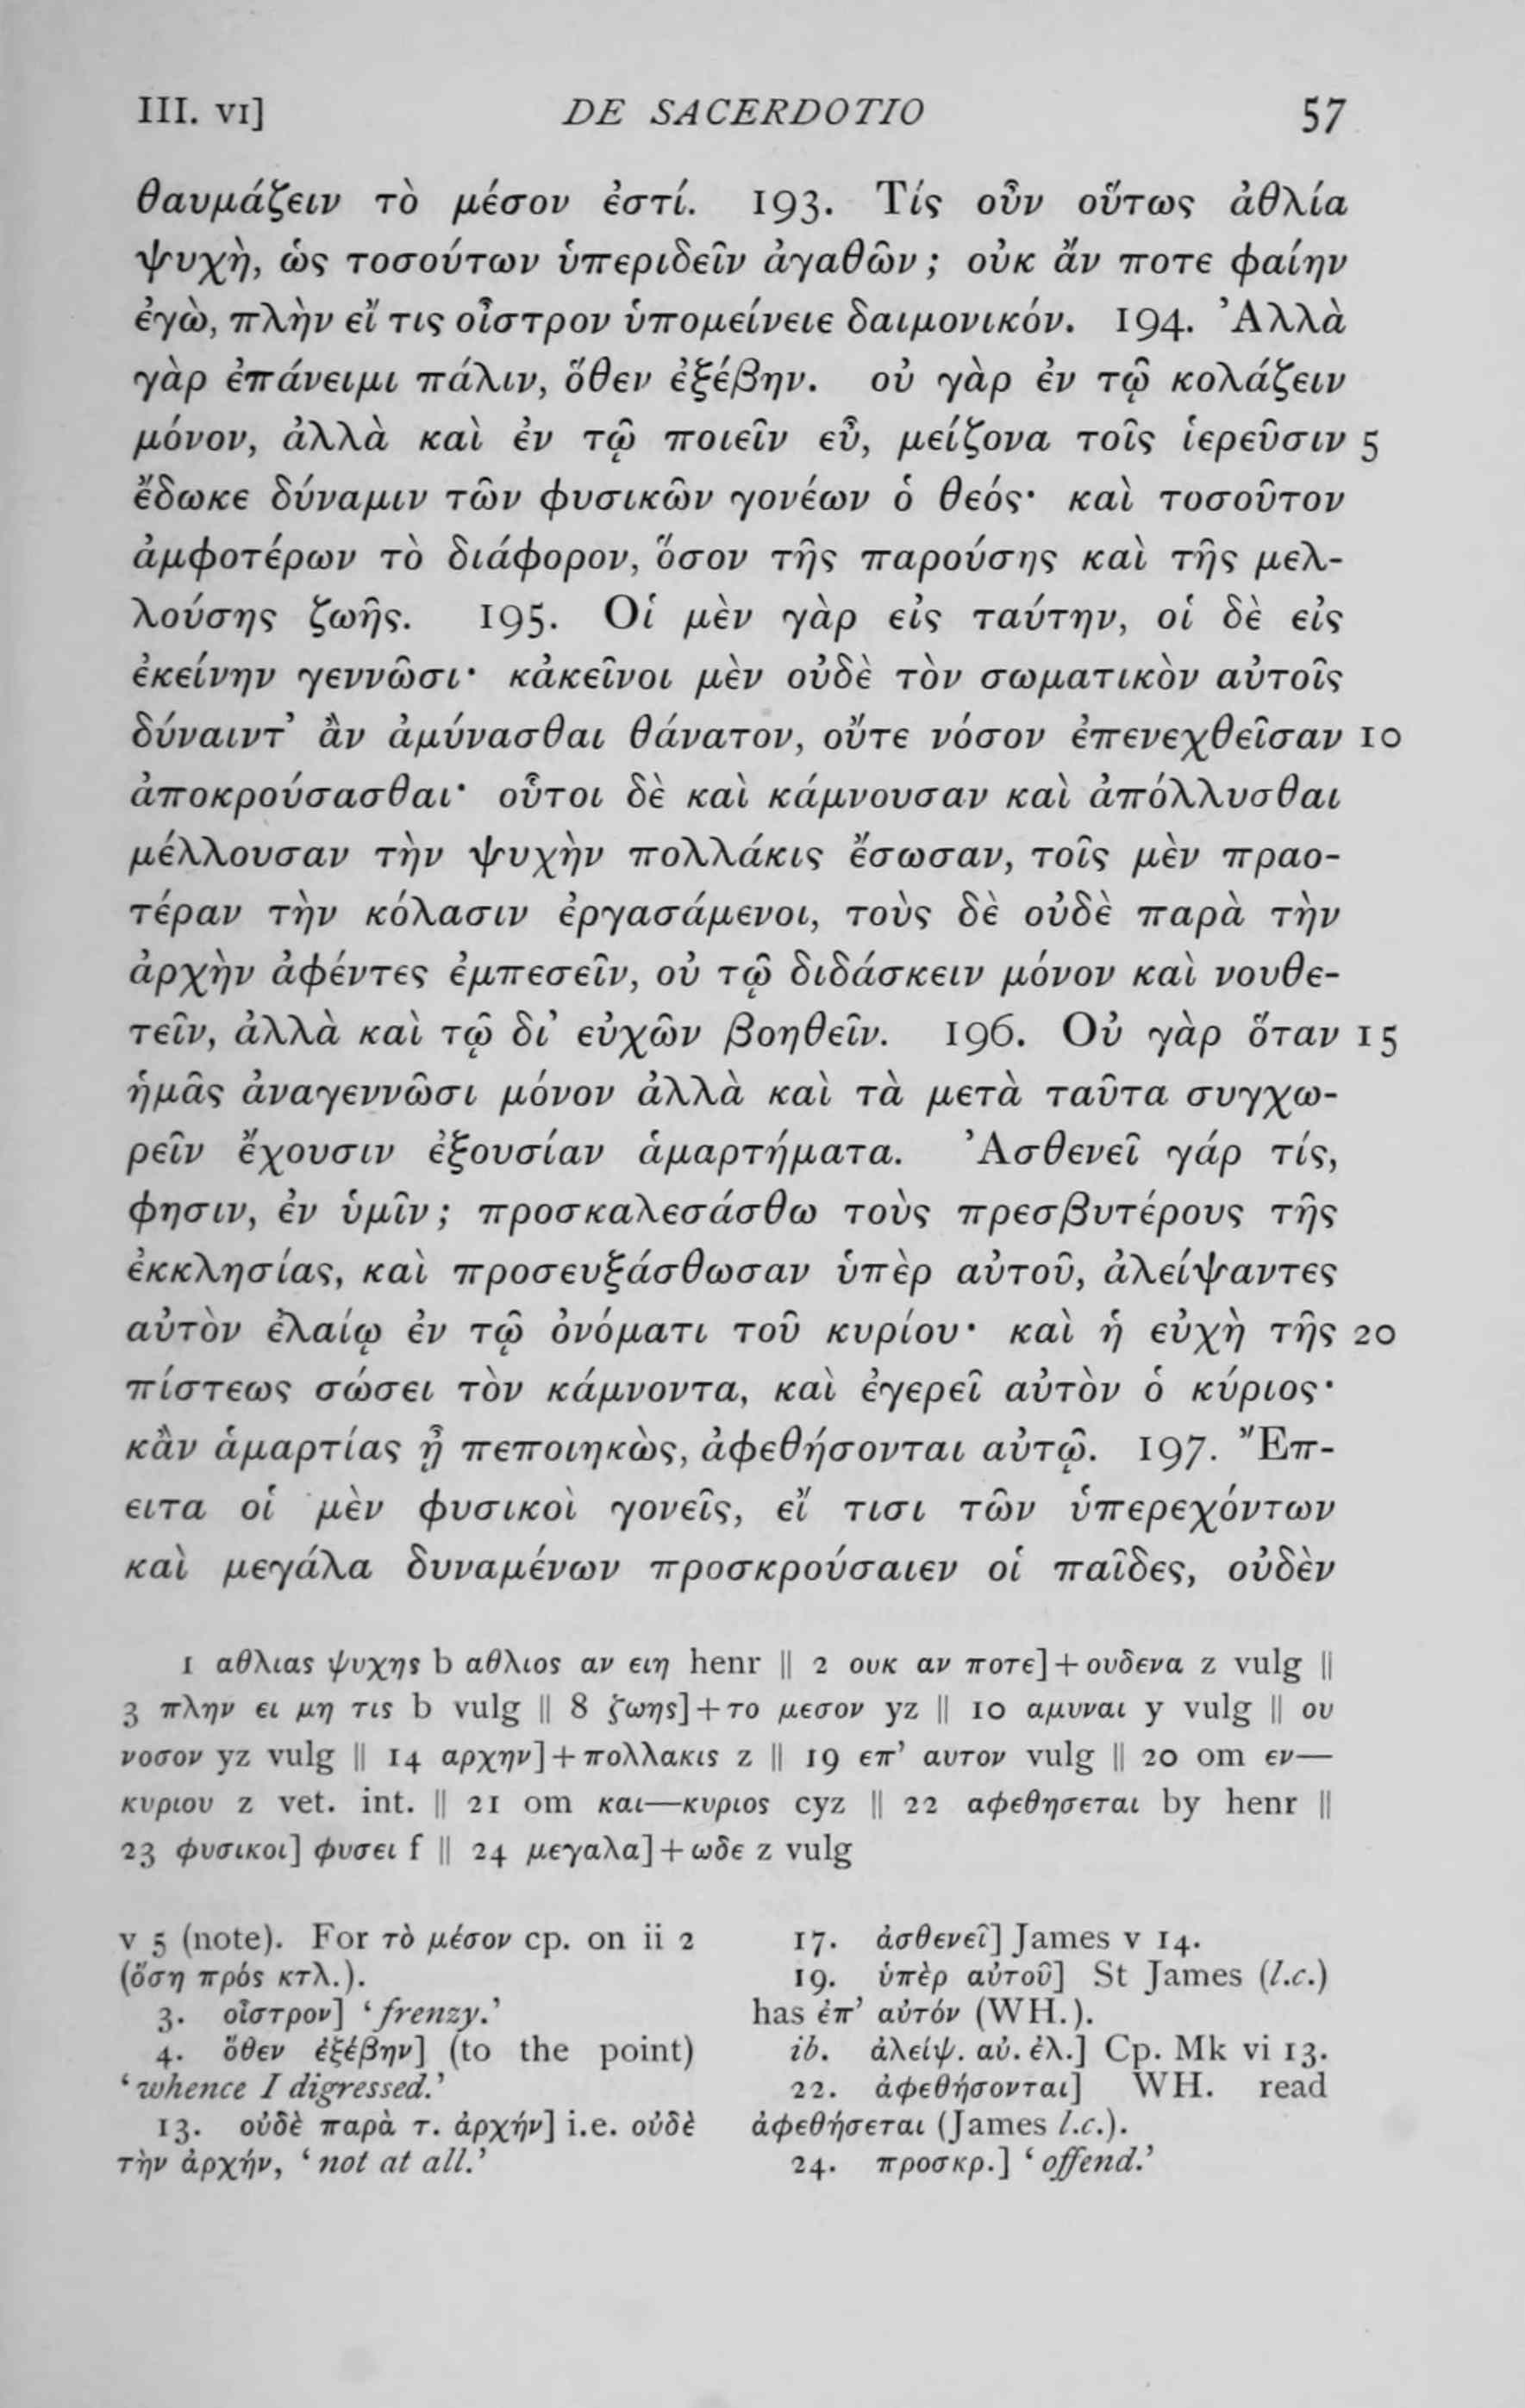 III. VI] DE SACERDOTIO 57
θαυμάζειν τὸ μέσον ἐστί. 193. Τίς οὖν οὕτως ἀθλία
ψυχὴ, ὡς τοσούτων ὑπεριδεῖν ἀγαθῶν; οὐκ ἄν ποτε φαίην
ἐγὼ, πλὴν εἴ τις οἶστρον ὑπομείνειε δαιμονικόν. 194. Ἀλλὰ
γὰρ ἐπάνειμι πάλιν, ὅθεν ἐξέβην. οὐ γὰρ ἐν τῷ κολάζειν
μόνον, ἀλλὰ καὶ ἐν τῷ ποιεῖν εὖ, μείζονα τοῖς ἱερεῦσιν 5
ἔδωκε δύναμιν τῶν φυσικῶν γονέων ὁ θεός· καὶ τοσοῦτον
ἀμφοτέρων τὸ διάφορον, ὅσον τῆς παρούσης καὶ τῆς μελ-
λούσης ζωῆς. 195. Οἱ μὲν γὰρ εἰς ταύτην, οἱ δὲ εἰς
ἐκείνην γεννῶσι· κἀκεῖνοι μὲν οὐδὲ τὸν σωματικὸν αὐτοῖς
δύναιντ’ ἂν ἀμύνασθαι θάνατον, οὔτε νόσον ἐπενεχθεῖσαν 10
ἀποκρούσασθαι· οὗτοι δὲ καὶ κάμνουσαν καὶ ἀπόλλυσθαι
μέλλουσαν τὴν ψυχὴν πολλάκις ἔσωσαν, τοῖς μὲν πραο-
τέραν τὴν κόλασιν ἐργασάμενοι, τοὺς δὲ οὐδὲ παρὰ τὴν
ἀρχὴν ἀφέντες ἐμπεσεῖν, οὐ τῷ διδάσκειν μόνον καὶ νουθε-
τεῖν, ἀλλὰ καὶ τῷ δι’ εὐχῶν βοηθεῖν. 196. Οὐ γὰρ ὅταν 15
ἡμᾶς ἀναγεννῶσι μόνον ἀλλὰ καὶ τὰ μετὰ ταῦτα συγχω-
ρεῖν ἔχουσιν ἐξουσίαν ἁμαρτήματα. Ἀσθενεῖ γάρ τίς,
φησιν, ἐν ὑμῖν; προσκαλεσάσθω τοὺς πρεσβυτέρους τῆς
ἐκκλησίας, καὶ προσευξάσθωσαν ὑπὲρ αὐτοῦ, ἀλείψαντες
αὐτὸν ἐλαίῳ ἐν τῷ ὀνόματι τοῦ κυρίου· καὶ ἡ εὐχὴ τῆς 20
πίστεως σώσει τὸν κάμνοντα, καὶ ἐγερεῖ αὐτὸν ὁ κύριος·
κἂν ἁμαρτίας ᾖ πεποιηκὼς, ἀφεθήσονται αὐτῷ. 197. Ἔπ-
ειτα οἱ μὲν φυσικοὶ γονεῖς, εἴ τισι τῶν ὑπερεχόντων
καὶ μεγάλα δυναμένων προσκρούσαιεν οἱ παῖδες, οὐδὲν
1 αθλιας ψυχης b αθλιος αν ειη henr || 2 ουκ αν ποτε]+ουδενα z vulg ||
3 πλην ει μη τις b vulg || 8 ζωης]+το μεσον yz || 10 αμυναι y vulg || ου
νοσον yz vulg || 14 αρχην]+πολλακις z || 19 επ’ αυτον vulg || 20 om εν—
κυριου z vet. int. || 21 om και—κυριος cyz || 22 αφεθησεται by henr ||
23 φυσικοι] φυσει f || 24 μεγαλα]+ωδε z vulg
v 5 (note). For τὸ μέσον cp. on ii 2
(ὅση πρός κτλ.).
3. οἶστρον] ‘frenzy.’
4. ὅθεν ἐξέβην] (to the point)
‘whence I digressed.’
13. οὐδὲ παρὰ τ. ἀρχήν] i.e. οὐδὲ
τὴν ἀρχήν, ‘not at all.’
17. ἀσθενεῖ] James v 14.
19. ὑπὲρ αὐτοῦ] St James (l.c.)
has ἐπ’ αὐτόν (WH.).
ib. ἀλείψ. αὐ. ἐλ.] Cp. Mk vi 13.
22. ἀφεθήσονται] WH. read
ἀφεθήσεται (James l.c.).
24. προσκρ.] ‘offend.’